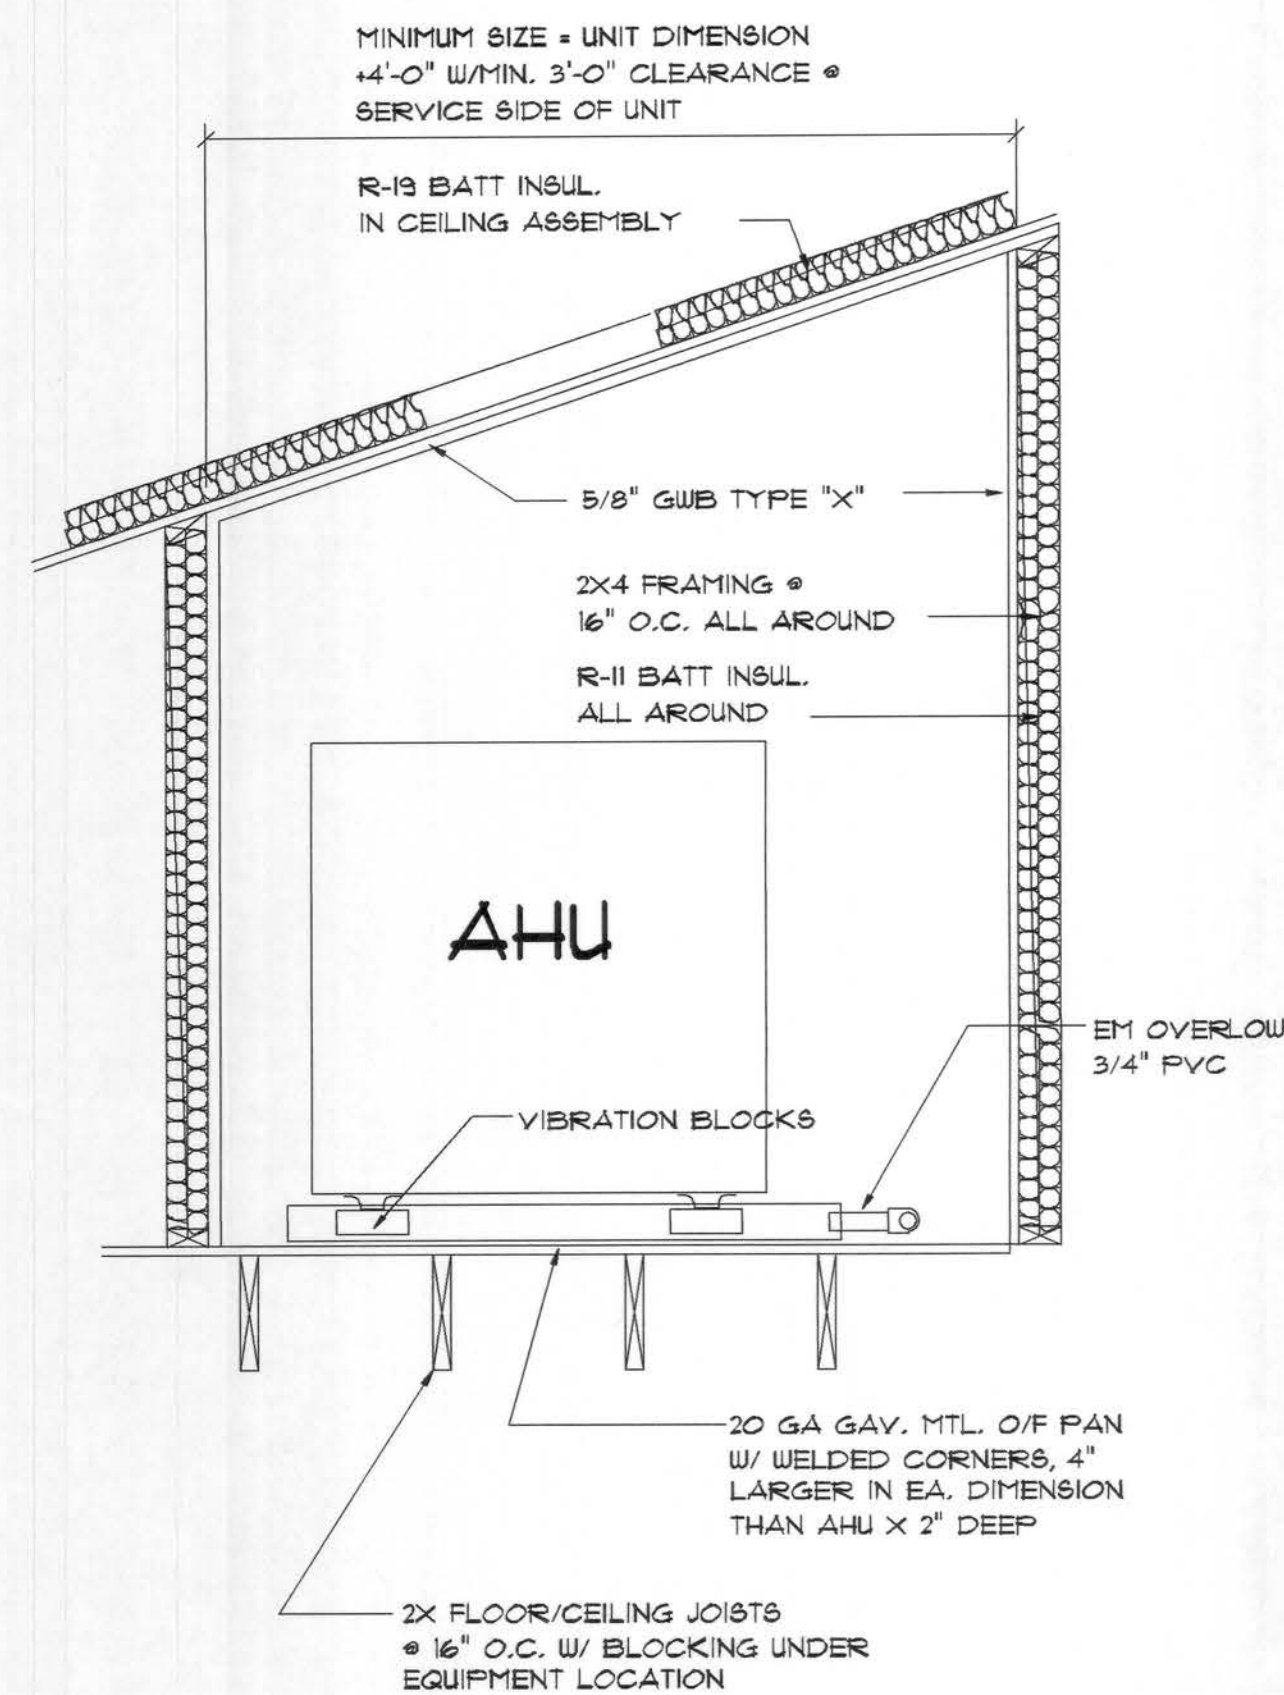 MINIMUM SIZE = UNIT DIMENSION
+4'-0" W/MIN. 3'-0" CLEARANCE @
SERVICE SIDE OF UNIT
R-19 BATT INSUL.
IN CEILING ASSEMBLY
5/8" GWB TYPE "X"
2X4 FRAMING @
16" O.C. ALL AROUND
R-11 BATT INSUL.
ALL AROUND
AHU
EM OVERLOW
3/4" PVC
VIBRATION BLOCKS
20 GA GAV. MTL. O/F PAN
W/ WELDED CORNERS, 4"
LARGER IN EA. DIMENSION
THAN AHU X 2" DEEP
2X FLOOR/CEILING JOISTS
@ 16" O.C. W/ BLOCKING UNDER
EQUIPMENT LOCATION